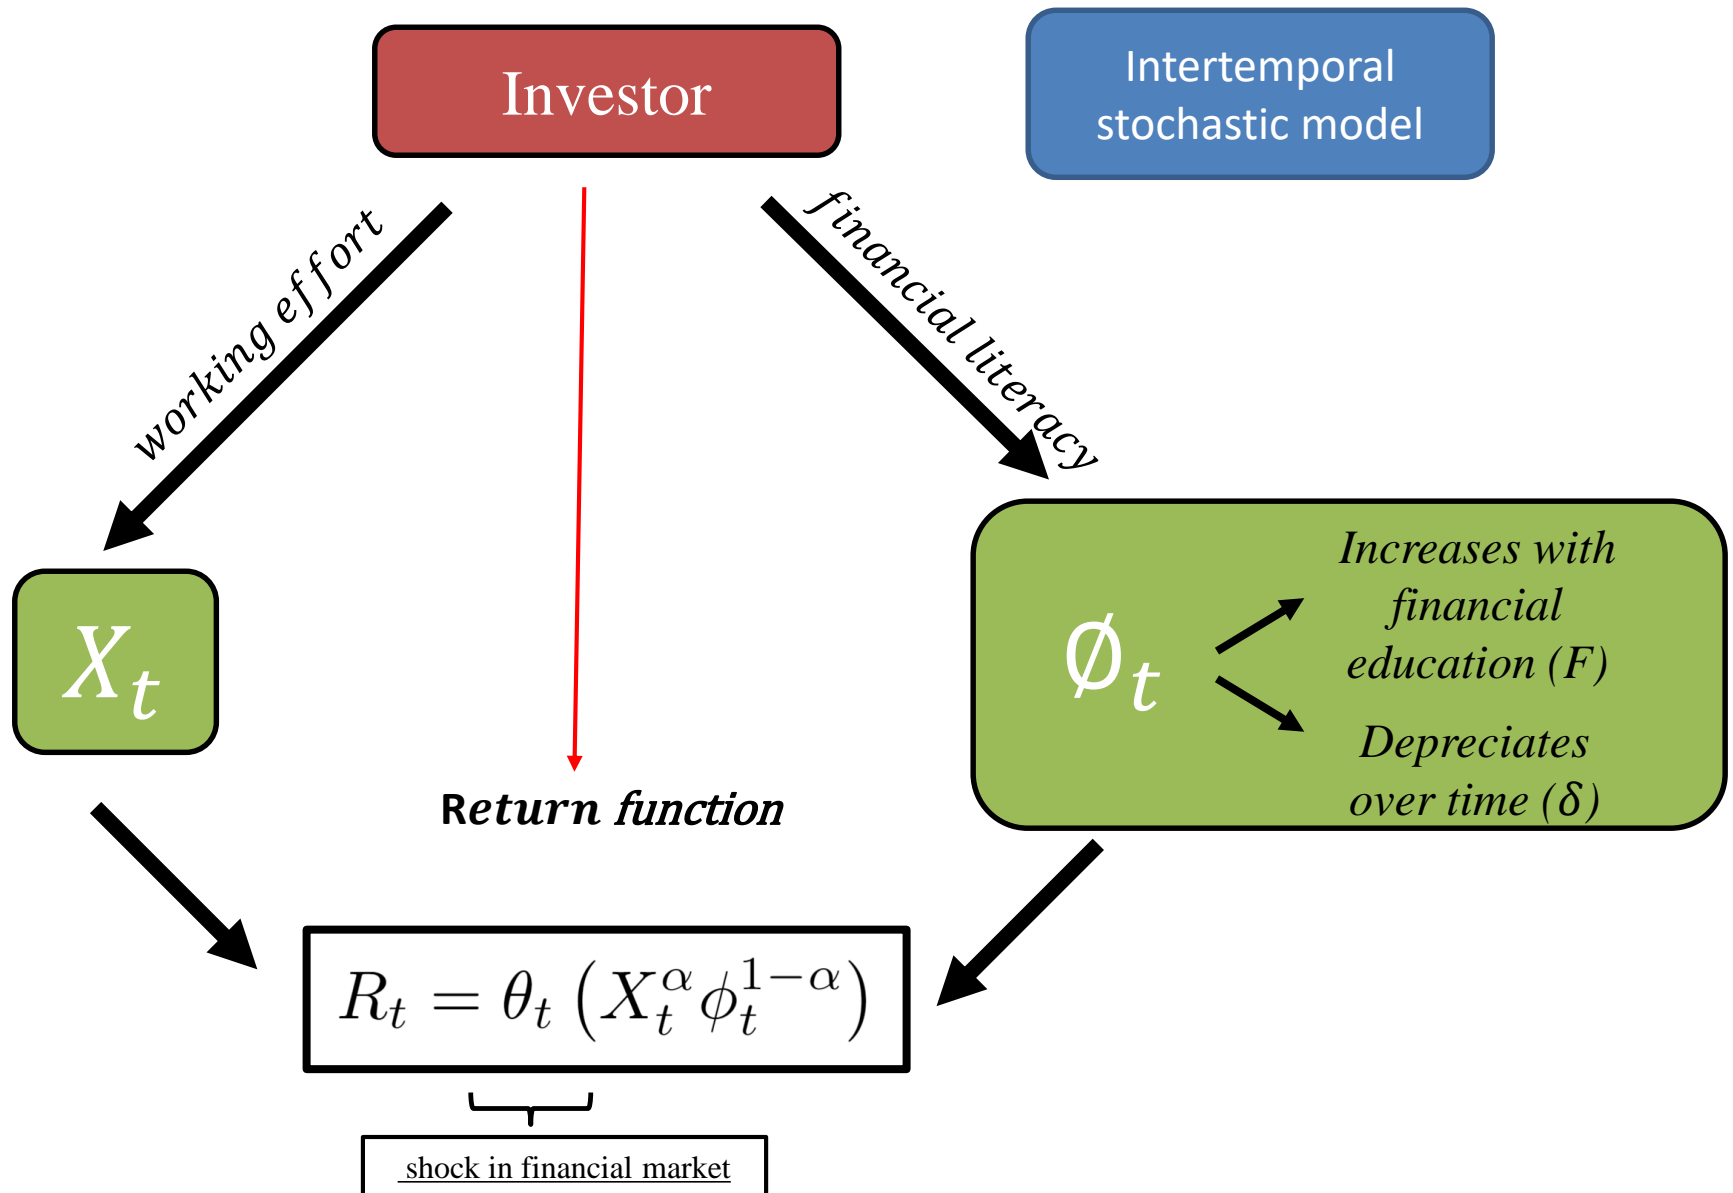 Investor
Intertemporal
stochastic model
working effort
financial literacy
X_t
∅_t
Increases with
financial
education (F)
Depreciates
over time (δ)
Return function
R_t = θ_t (X_t^α ϕ_t^{1−α})
shock in financial market